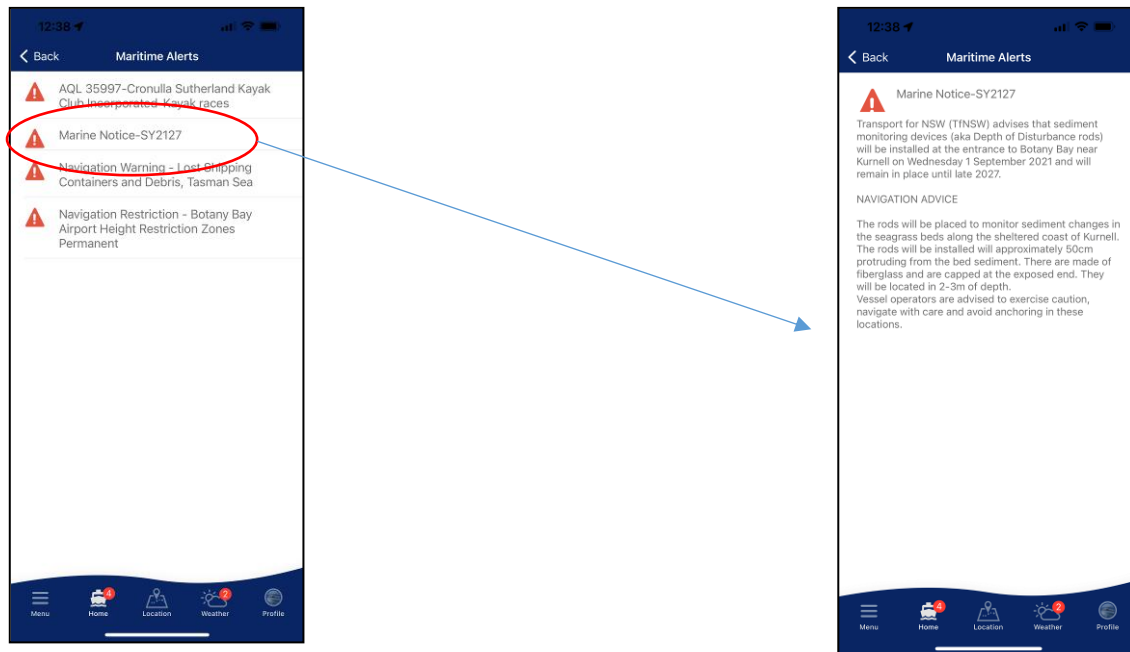 12:38
Back Maritime Alerts
AQL 35997-Cronulla Sutherland Kayak
Club Incorporated-Kayak races
Marine Notice-SY2127
Navigation Warning - Lost Shipping
Containers and Debris, Tasman Sea
Navigation Restriction - Botany Bay
Airport Height Restriction Zones
Permanent
4 2
Menu Home Location Weather Profile
12:38
Back Maritime Alerts
Marine Notice-SY2127
Transport for NSW (TfNSW) advises that sediment
monitoring devices (aka Depth of Disturbance rods)
will be installed at the entrance to Botany Bay near
Kurnell on Wednesday 1 September 2021 and will
remain in place until late 2027.
NAVIGATION ADVICE
The rods will be placed to monitor sediment changes in
the seagrass beds along the sheltered coast of Kurnell.
The rods will be installed will approximately 50cm
protruding from the bed sediment. There are made of
fiberglass and are capped at the exposed end. They
will be located in 2-3m of depth.
Vessel operators are advised to exercise caution,
navigate with care and avoid anchoring in these
locations.
4 2
Menu Home Location Weather Profile